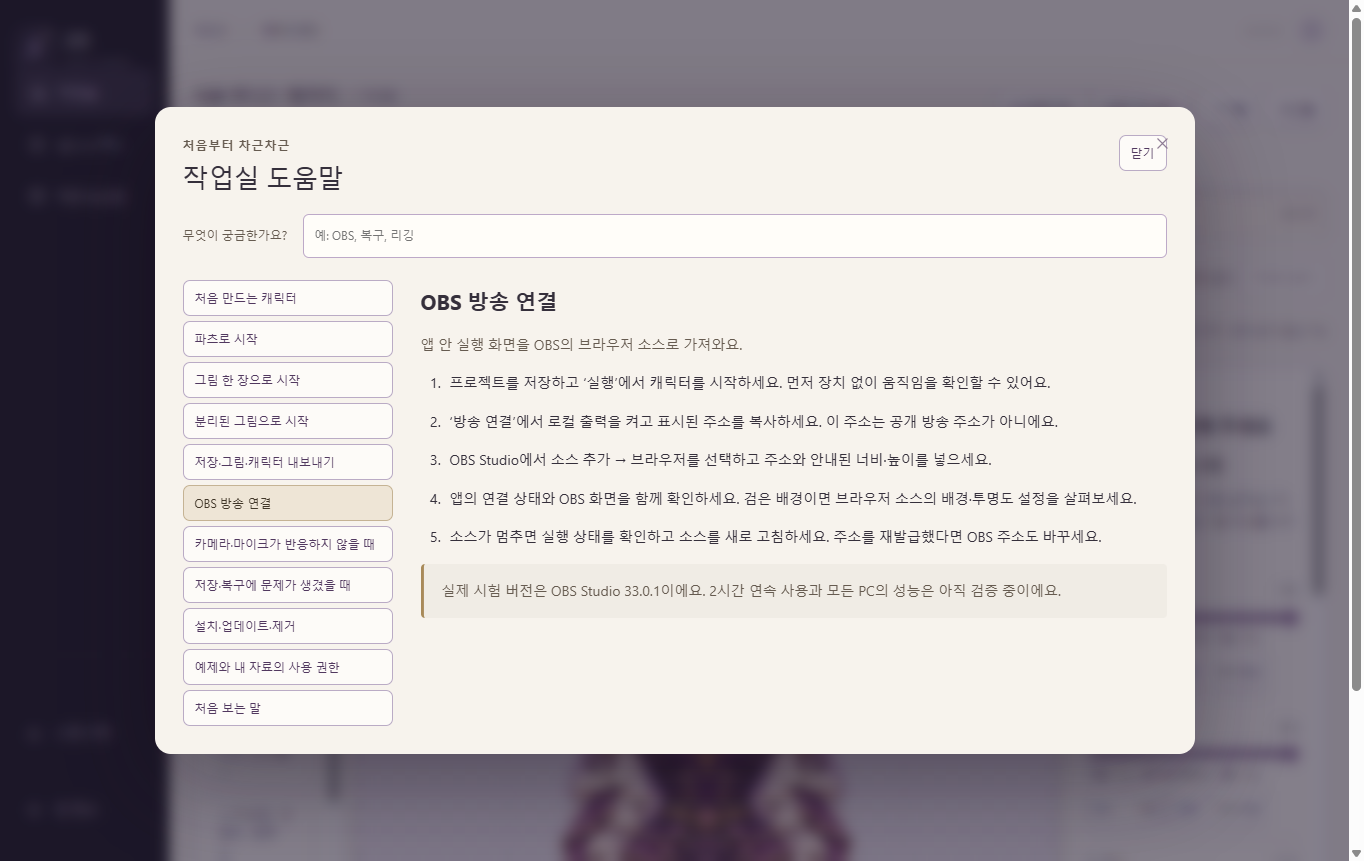 처음부터 차근차근
작업실 도움말
닫기
무엇이 궁금한가요?
예: OBS, 복구, 리깅
처음 만드는 캐릭터
파츠로 시작
그림 한 장으로 시작
분리된 그림으로 시작
저장·그림·캐릭터 내보내기
OBS 방송 연결
카메라·마이크가 반응하지 않을 때
저장·복구에 문제가 생겼을 때
설치·업데이트·제거
예제와 내 자료의 사용 권한
처음 보는 말
OBS 방송 연결
앱 안 실행 화면을 OBS의 브라우저 소스로 가져와요.
1. 프로젝트를 저장하고 ‘실행’에서 캐릭터를 시작하세요. 먼저 장치 없이 움직임을 확인할 수 있어요.
2. ‘방송 연결’에서 로컬 출력을 켜고 표시된 주소를 복사하세요. 이 주소는 공개 방송 주소가 아니에요.
3. OBS Studio에서 소스 추가 → 브라우저를 선택하고 주소와 안내된 너비·높이를 넣으세요.
4. 앱의 연결 상태와 OBS 화면을 함께 확인하세요. 검은 배경이면 브라우저 소스의 배경·투명도 설정을 살펴보세요.
5. 소스가 멈추면 실행 상태를 확인하고 소스를 새로 고침하세요. 주소를 재발급했다면 OBS 주소도 바꾸세요.
실제 시험 버전은 OBS Studio 33.0.1이에요. 2시간 연속 사용과 모든 PC의 성능은 아직 검증 중이에요.